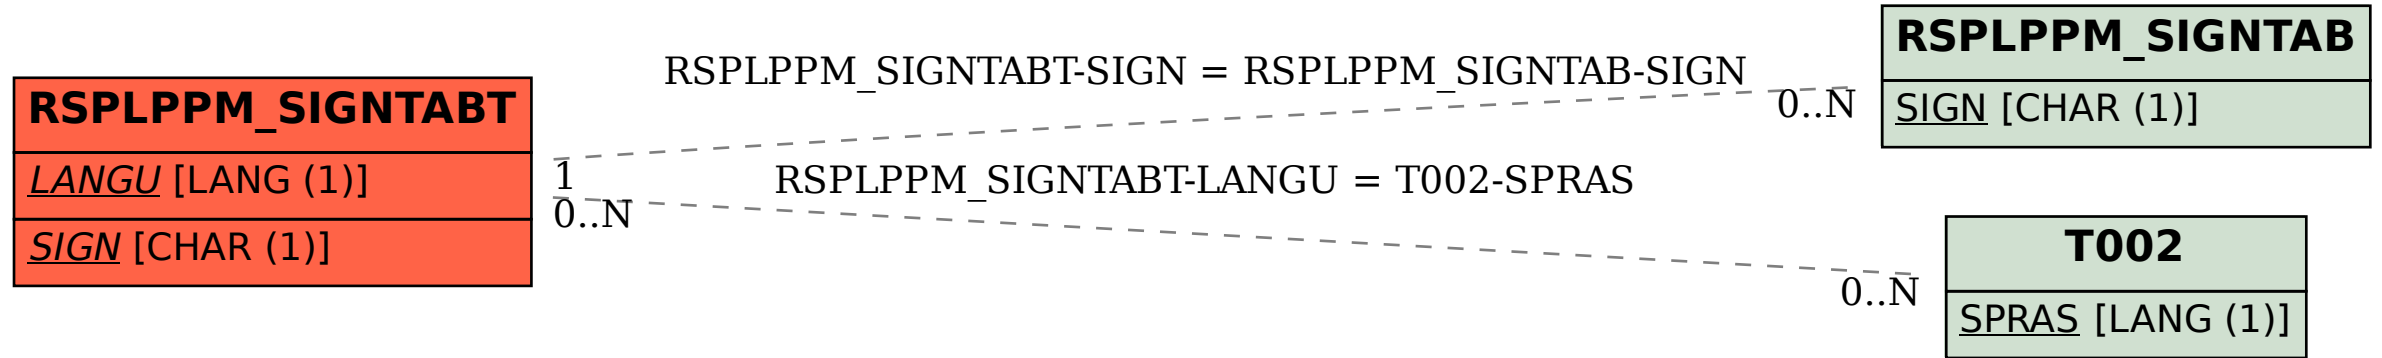 RSPLPPM_SIGNTABT
LANGU [LANG (1)]
SIGN [CHAR (1)]
RSPLPPM_SIGNTABT-SIGN = RSPLPPM_SIGNTAB-SIGN
1
0..N
RSPLPPM_SIGNTABT-LANGU = T002-SPRAS
0..N
0..N
RSPLPPM_SIGNTAB
SIGN [CHAR (1)]
T002
SPRAS [LANG (1)]